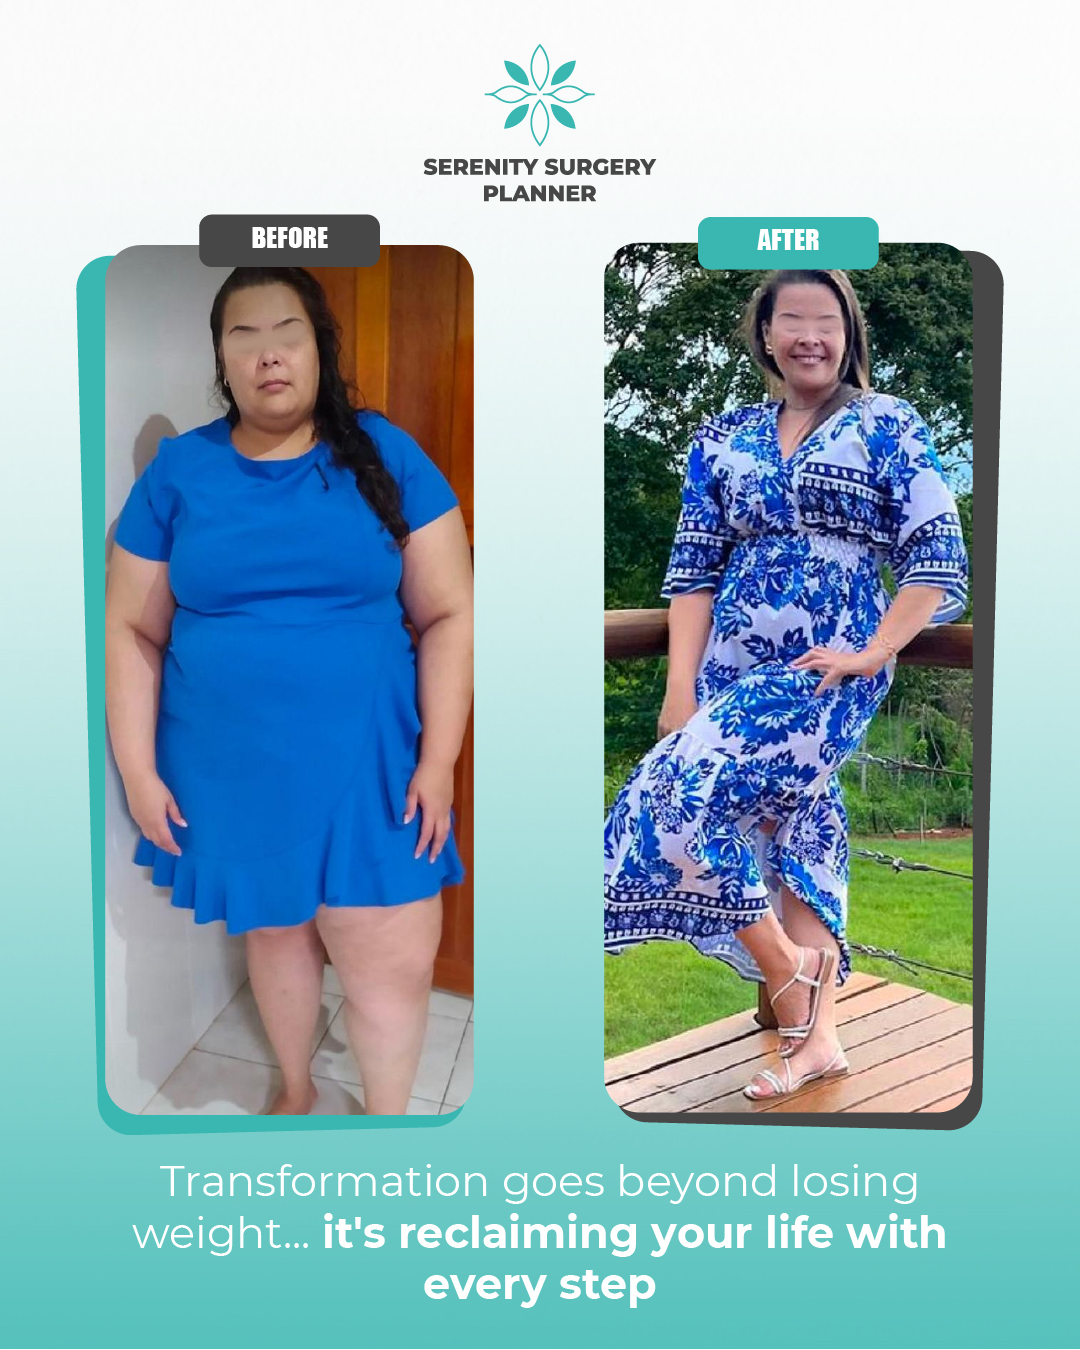 SERENITY SURGERY
PLANNER
BEFORE
AFTER
Transformation goes beyond losing
weight... it's reclaiming your life with
every step